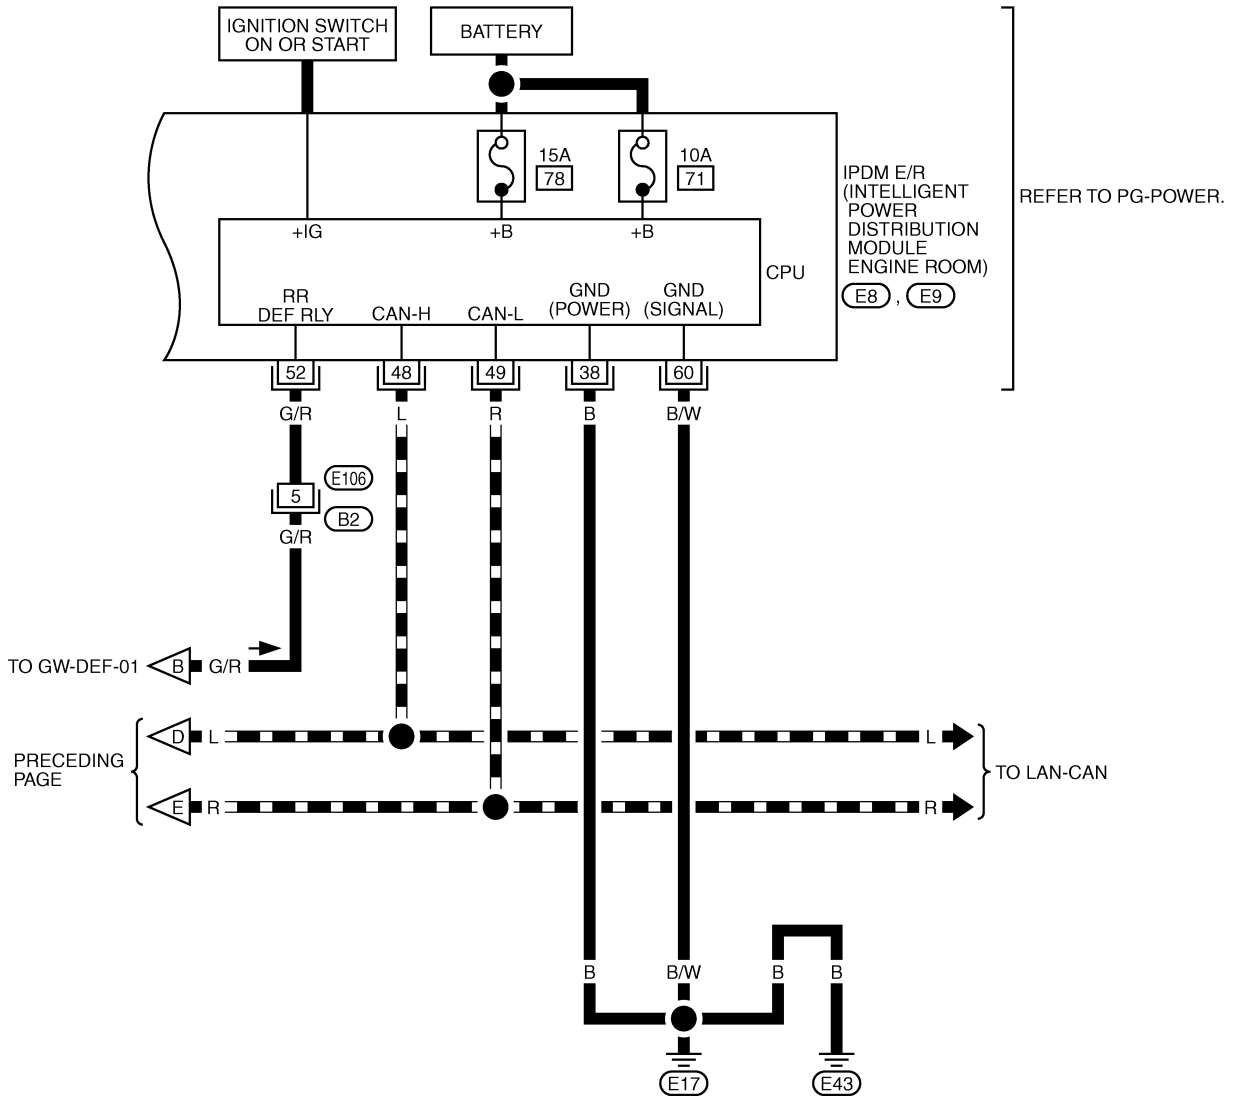 IGNITION SWITCH
ON OR START
BATTERY
15A
78
10A
71
IPDM E/R
(INTELLIGENT
POWER
DISTRIBUTION
MODULE
ENGINE ROOM)
E8 , E9
REFER TO PG-POWER.
+IG
+B
+B
CPU
RR
DEF RLY
CAN-H
CAN-L
GND
(POWER)
GND
(SIGNAL)
52
48
49
38
60
G/R
L
R
B
B/W
5
E106
B2
G/R
TO GW-DEF-01
B
G/R
PRECEDING
PAGE
D
L
L
E
R
R
TO LAN-CAN
B
B/W
B
B
E17
E43